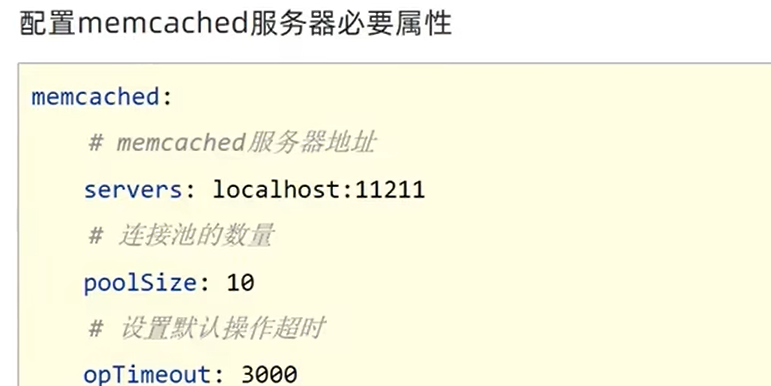 配置memcached服务器必要属性
memcached:
# memcached服务器地址
servers: localhost:11211
# 连接池的数量
poolSize: 10
# 设置默认操作超时
opTimeout: 3000